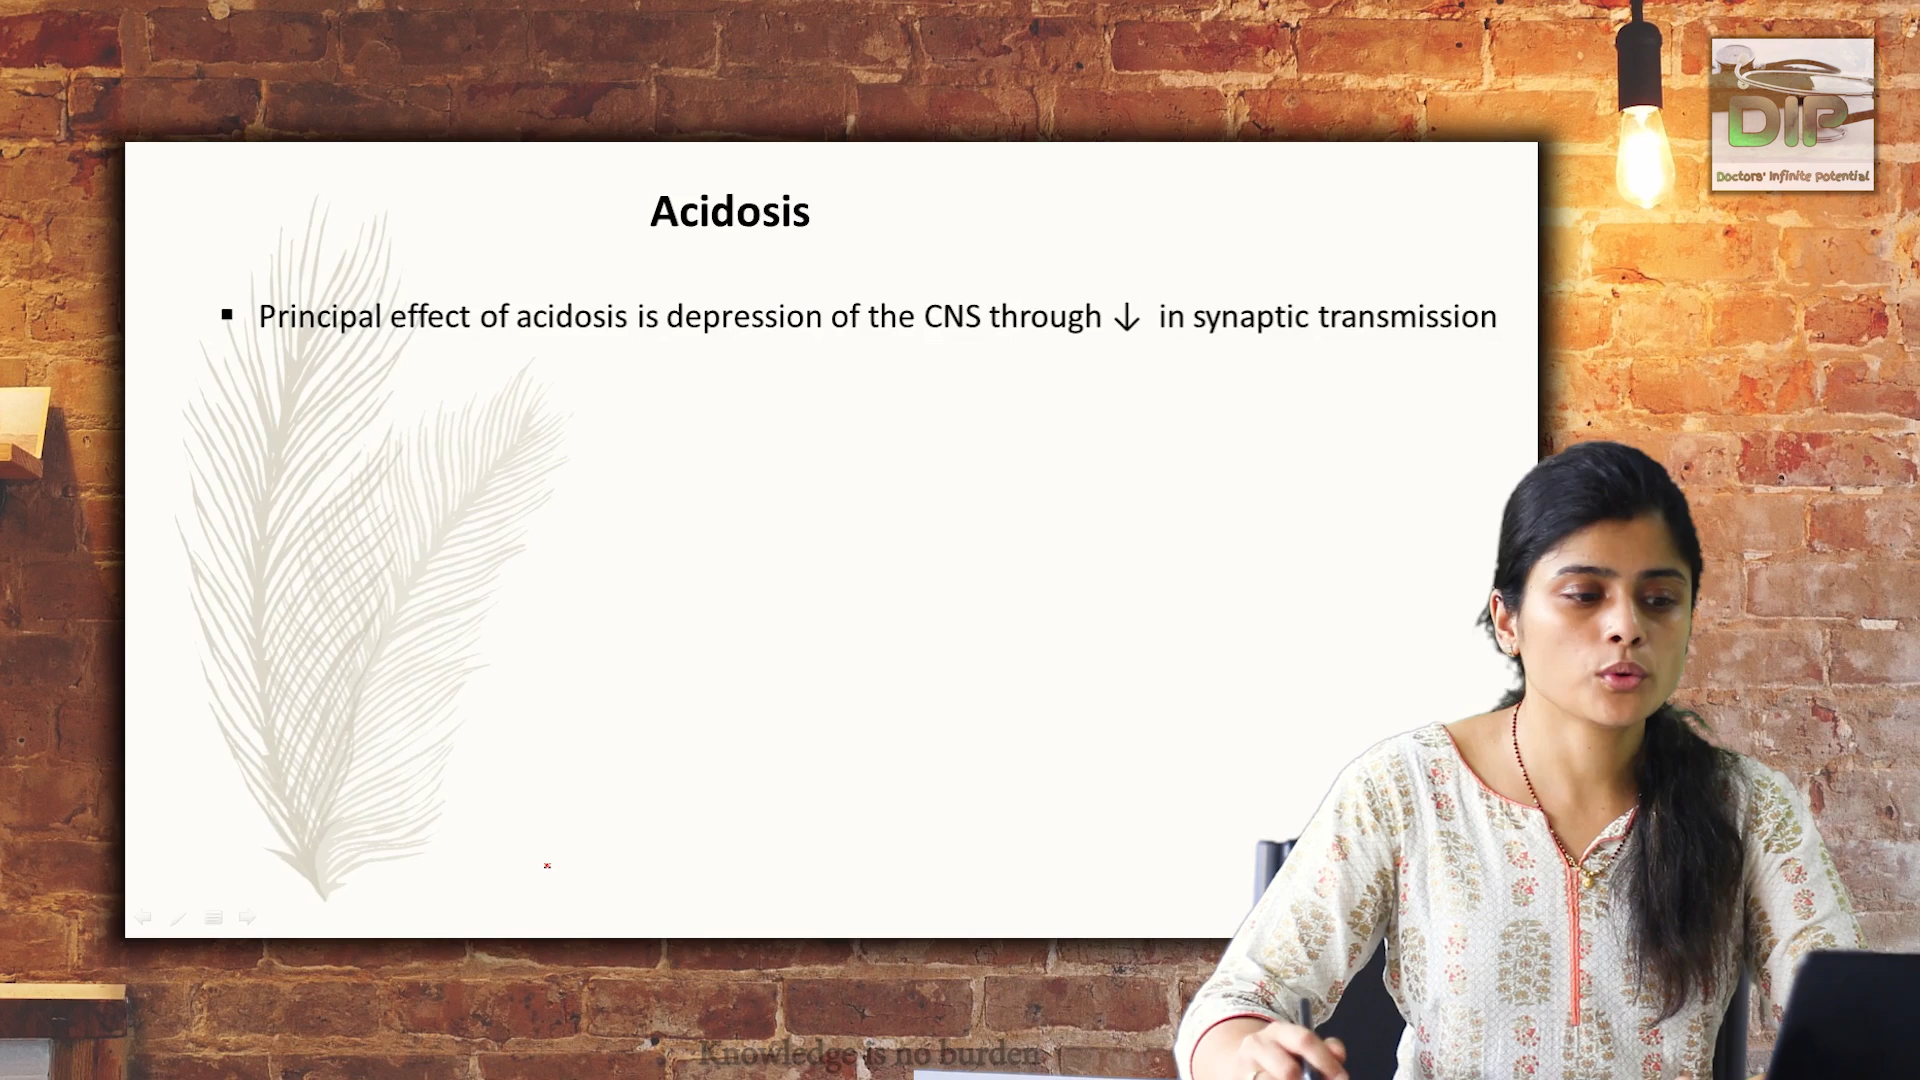 DIP
Doctors' Infinite Potential
Acidosis
▪ Principal effect of acidosis is depression of the CNS through ↓ in synaptic transmission
Knowledge is no burden